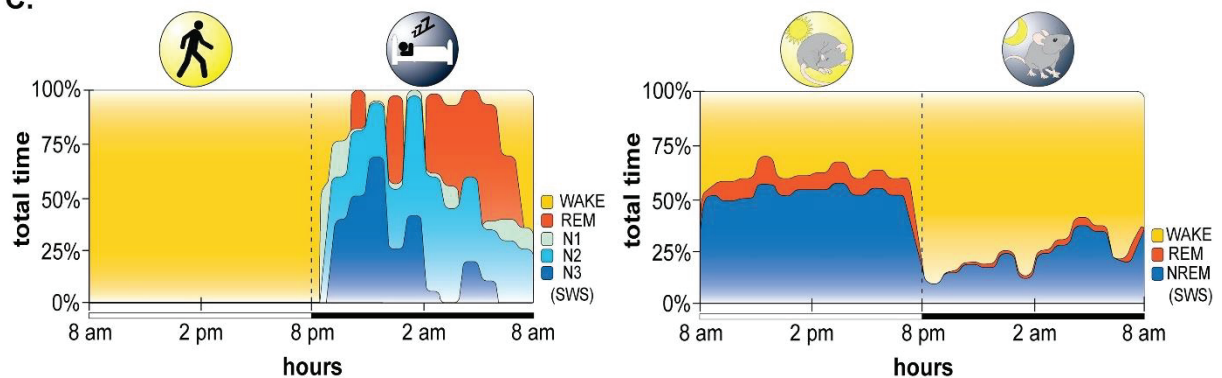 C.
zZZ
100%
75%
50%
25%
0%
total time
8 am
2 pm
8 pm
2 am
8 am
hours
WAKE
REM
N1
N2
N3
(SWS)
100%
75%
50%
25%
0%
total time
8 am
2 pm
8 pm
2 am
8 am
hours
WAKE
REM
NREM
(SWS)